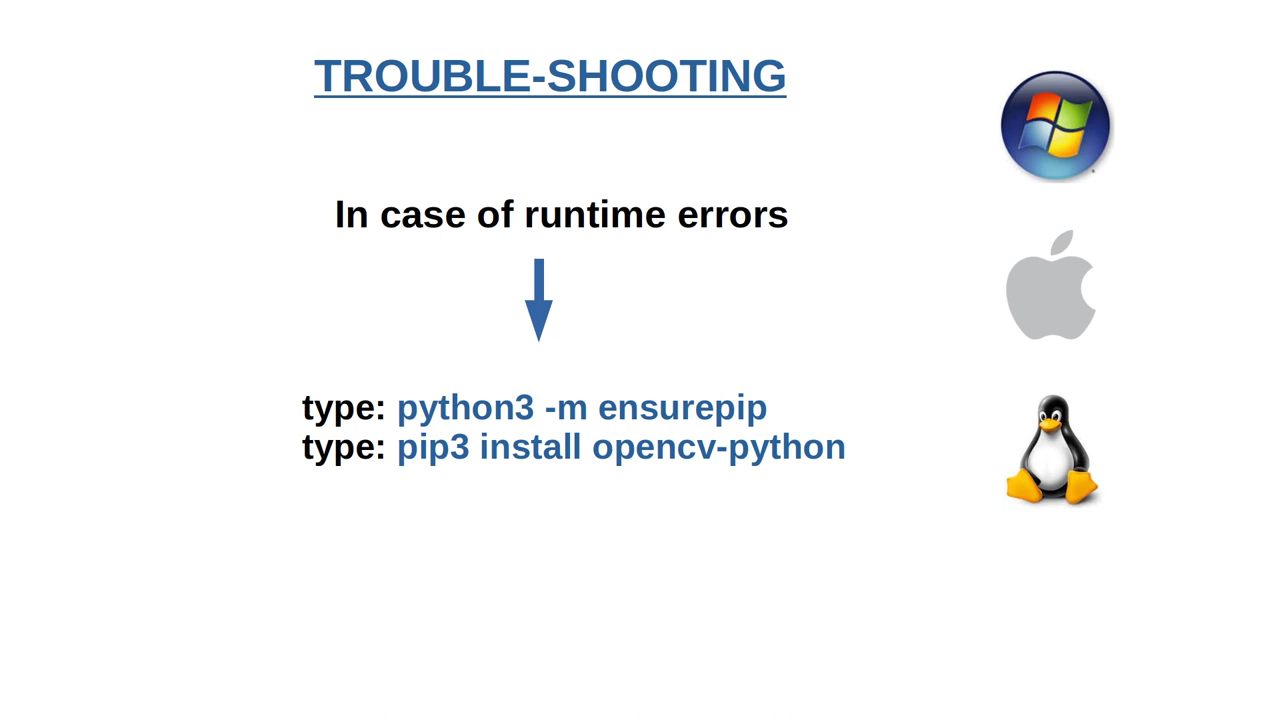 TROUBLE-SHOOTING
In case of runtime errors
type: python3 -m ensurepip
type: pip3 install opencv-python